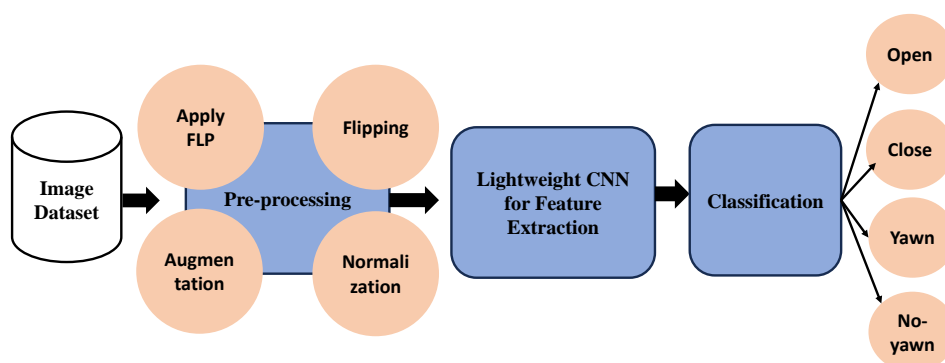 Image
Dataset
Apply
FLP
Flipping
Pre-processing
Augmen
tation
Normali
zation
Lightweight CNN
for Feature
Extraction
Classification
Open
Close
Yawn
No-
yawn